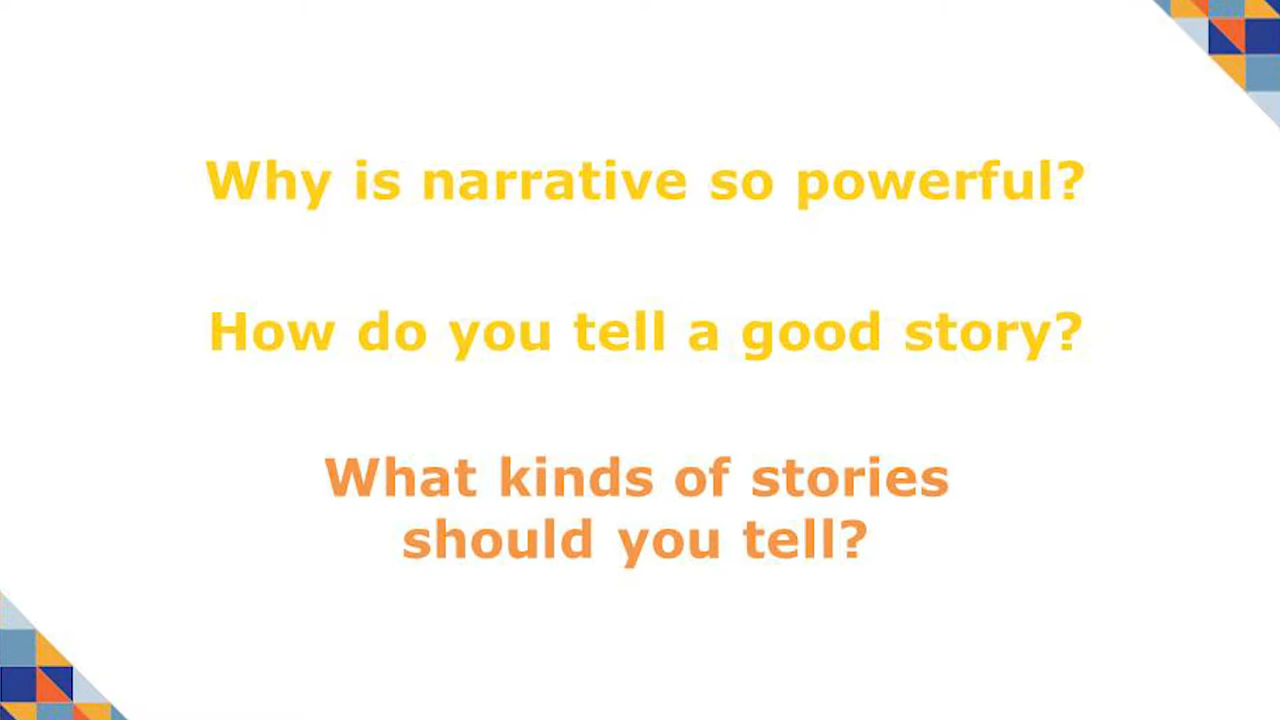 Why is narrative so powerful?
How do you tell a good story?
What kinds of stories
should you tell?